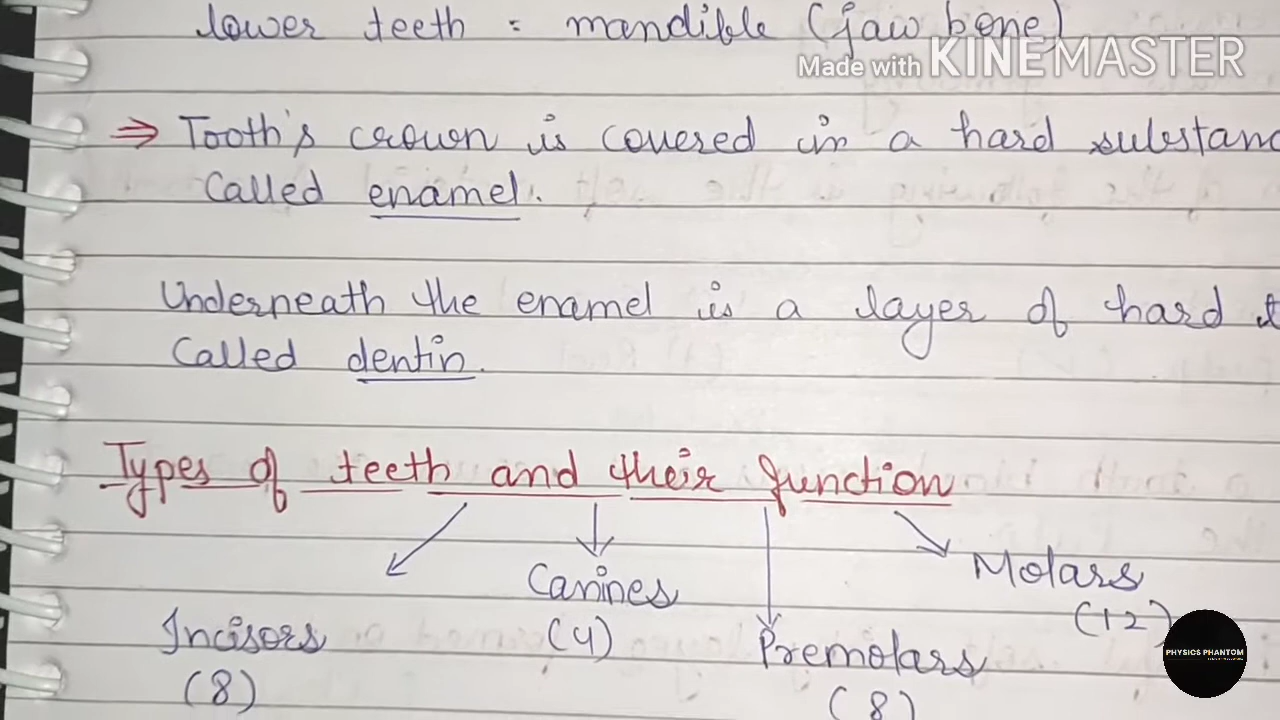 lower teeth = mandible (jaw bone)
Made with KINEMASTER
⇒ Tooth's crown is covered in a hard substanc
called enamel.
Underneath the enamel is a layer of hard t
called dentin.
Types of teeth and their function
Incisors
(8)
Canines
(4)
Premolars
(8)
Molars
(12)
PHYSICS PHANTOM